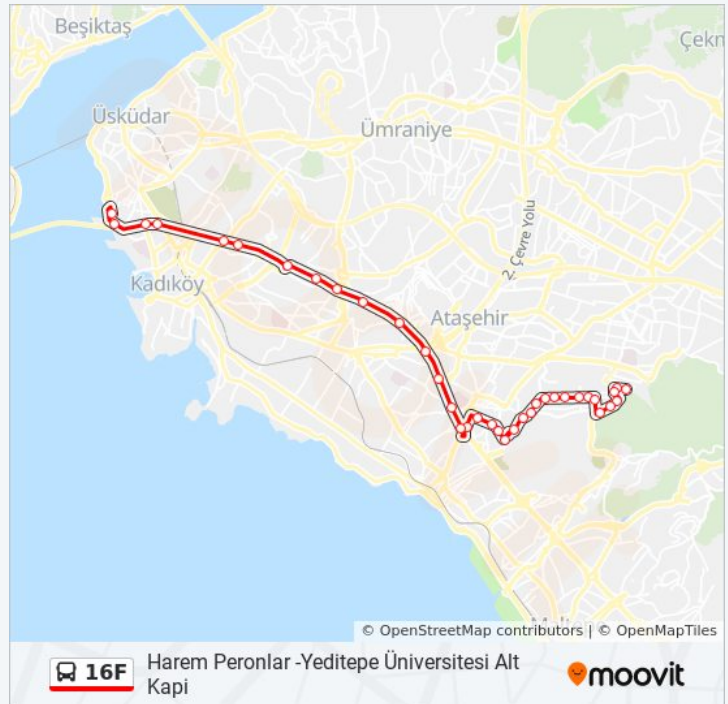 Beşiktaş
Çekm
Üsküdar
Ümraniye
2. Çevre Yolu
Kadıköy
Ataşehir
© OpenStreetMap contributors | © OpenMapTiles
16F
Harem Peronlar -Yeditepe Üniversitesi Alt
Kapi
moovit